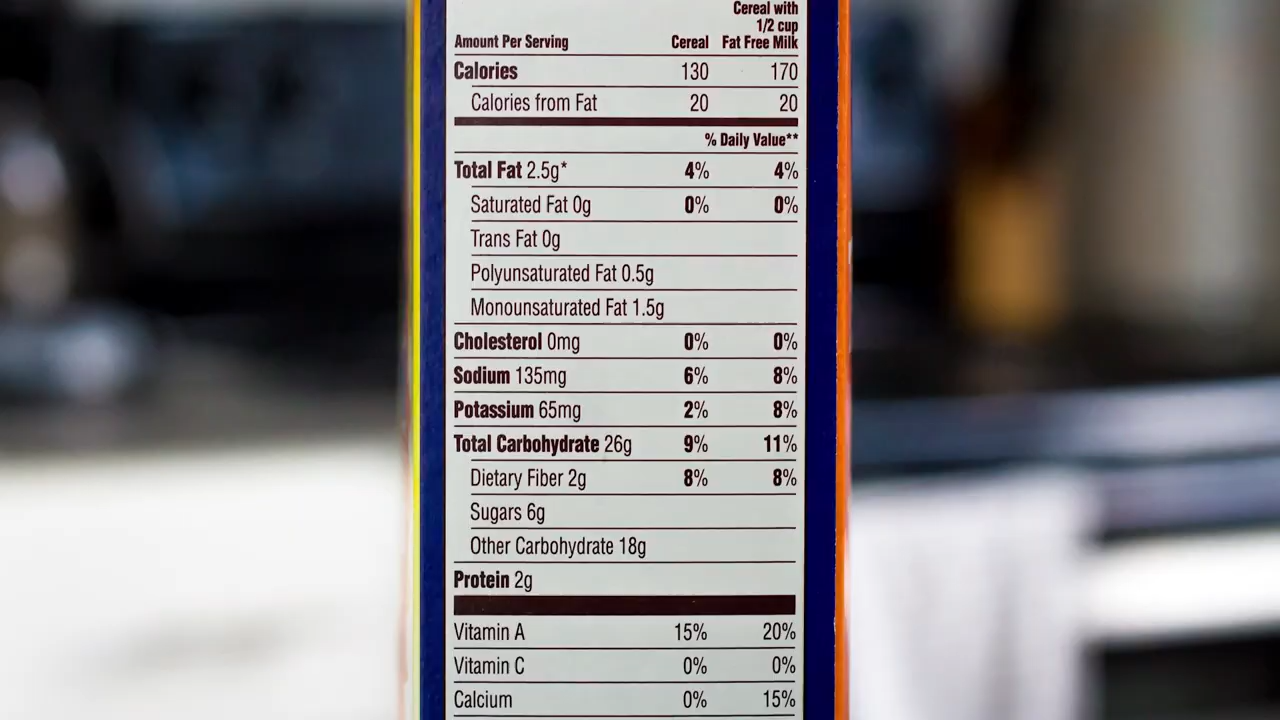 Cereal with
1/2 cup
Amount Per Serving Cereal Fat Free Milk
Calories 130 170
Calories from Fat 20 20
% Daily Value**
Total Fat 2.5g* 4% 4%
Saturated Fat 0g 0% 0%
Trans Fat 0g
Polyunsaturated Fat 0.5g
Monounsaturated Fat 1.5g
Cholesterol 0mg 0% 0%
Sodium 135mg 6% 8%
Potassium 65mg 2% 8%
Total Carbohydrate 26g 9% 11%
Dietary Fiber 2g 8% 8%
Sugars 6g
Other Carbohydrate 18g
Protein 2g
Vitamin A 15% 20%
Vitamin C 0% 0%
Calcium 0% 15%